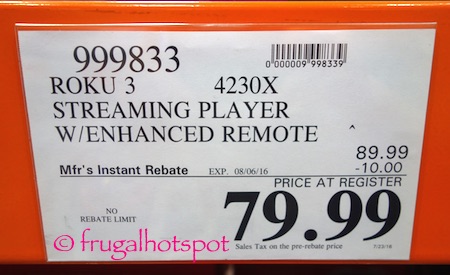 999833
0000009 998339
ROKU 3 4230X
STREAMING PLAYER
W/ENHANCED REMOTE ^
89.99
Mfr's Instant Rebate EXP. 08/06/16 -10.00
PRICE AT REGISTER
NO
REBATE LIMIT
79.99
© frugalhotspot
Sales Tax on the pre-rebate price 7/23/16